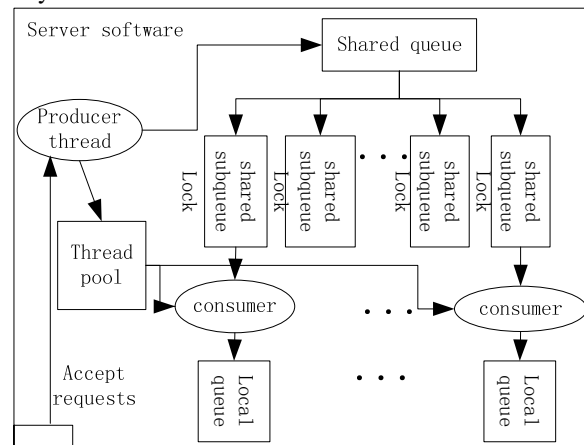 Server software
Shared queue
Producer
thread
shared
subqueue
Lock
shared
subqueue
Lock
shared
subqueue
Lock
shared
subqueue
Lock
Thread
pool
consumer
consumer
Accept
requests
Local
queue
Local
queue